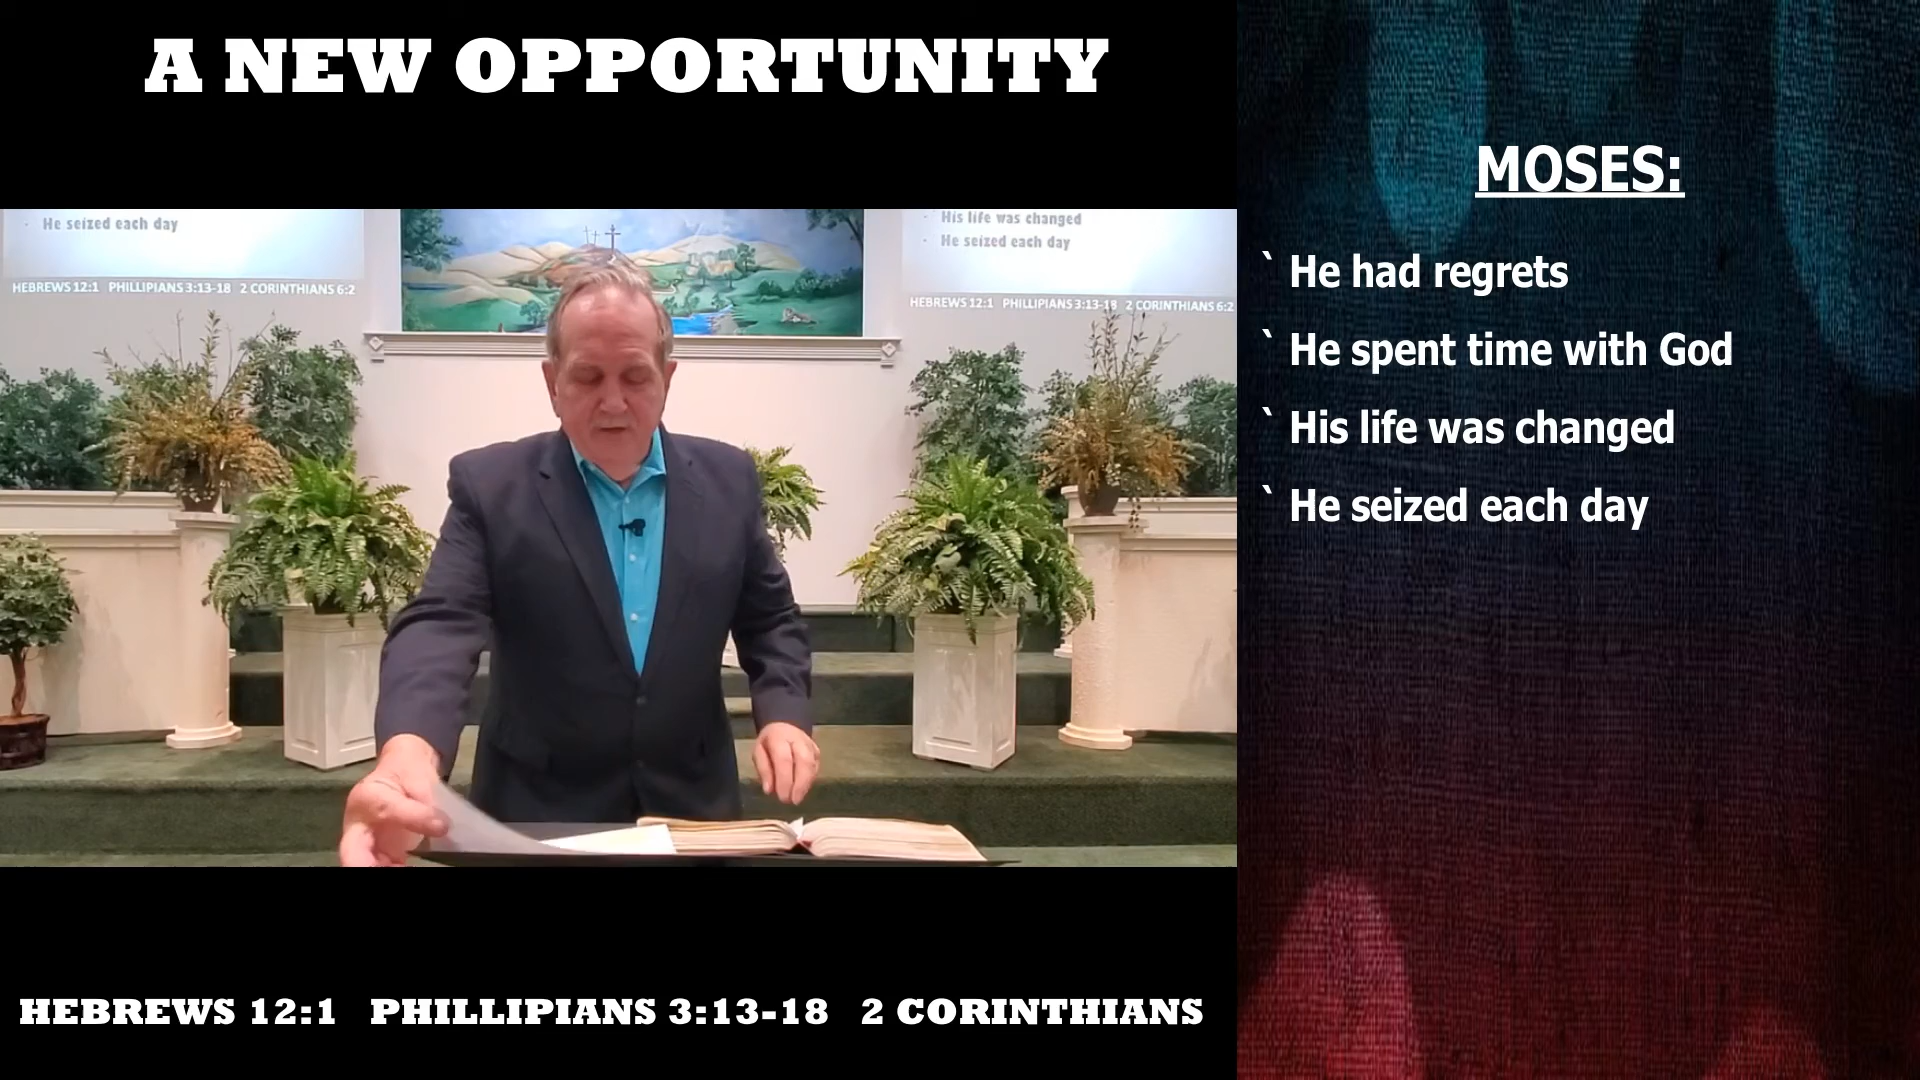 A NEW OPPORTUNITY
MOSES:
` He had regrets
` He spent time with God
` His life was changed
` He seized each day
- He seized each day
HEBREWS 12:1 PHILLIPIANS 3:13-18 2 CORINTHIANS 6:2
- His life was changed
- He seized each day
HEBREWS 12:1 PHILLIPIANS 3:13-18 2 CORINTHIANS 6:2
HEBREWS 12:1 PHILLIPIANS 3:13-18 2 CORINTHIANS